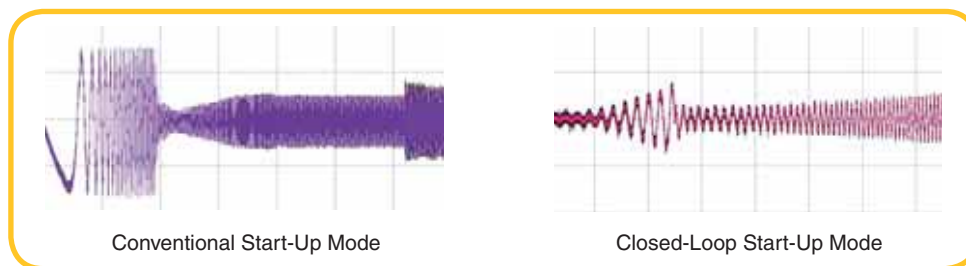 Conventional Start-Up Mode
Closed-Loop Start-Up Mode